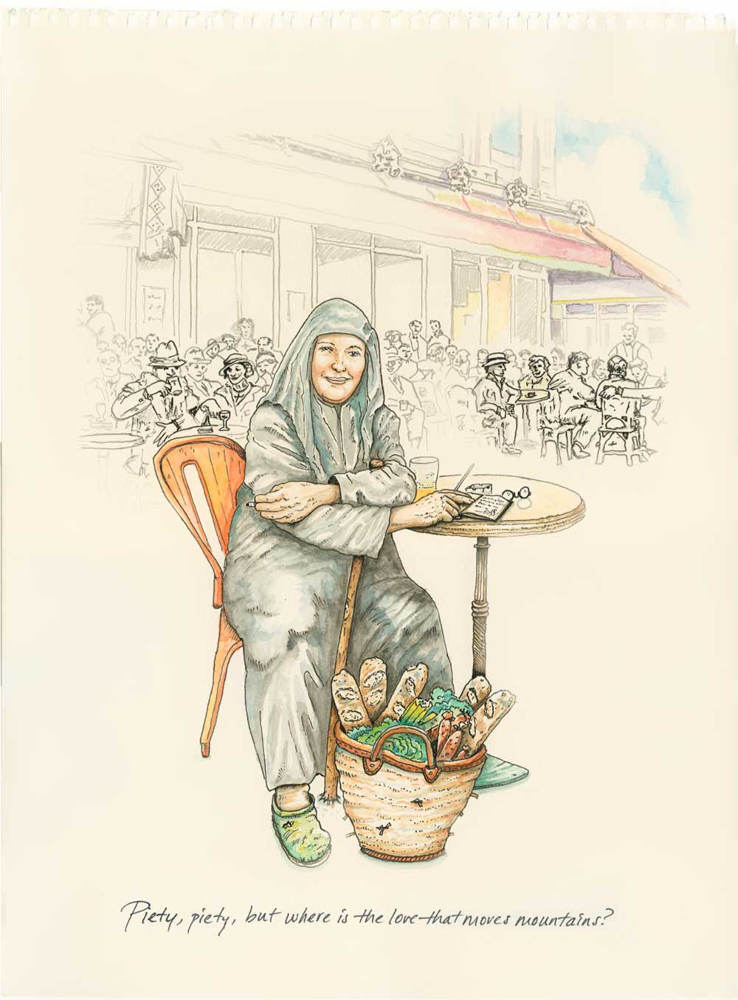 Piety, piety, but where is the love that moves mountains?